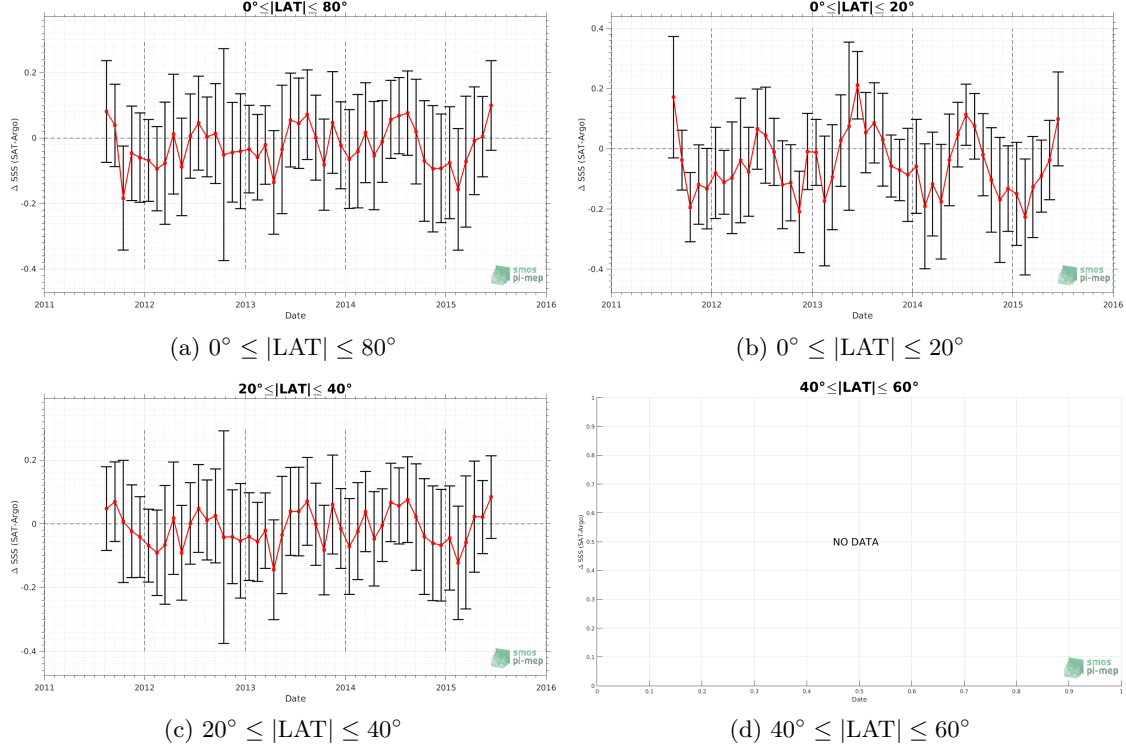 0°≤|LAT|≤ 80°
Δ SSS (SAT-Argo)
0.2
0
-0.2
-0.4
2011 2012 2013 2014 2015 2016
Date
smos
pi-mep
(a) 0° ≤ |LAT| ≤ 80°
0°≤|LAT|≤ 20°
Δ SSS (SAT-Argo)
0.4
0.2
0
-0.2
-0.4
2011 2012 2013 2014 2015 2016
Date
smos
pi-mep
(b) 0° ≤ |LAT| ≤ 20°
20°≤|LAT|≤ 40°
Δ SSS (SAT-Argo)
0.2
0
-0.2
-0.4
2011 2012 2013 2014 2015 2016
Date
smos
pi-mep
(c) 20° ≤ |LAT| ≤ 40°
40°≤|LAT|≤ 60°
Δ SSS (SAT-Argo)
1
0.9
0.8
0.7
0.6
0.5
0.4
0.3
0.2
0.1
0
NO DATA
0 0.1 0.2 0.3 0.4 0.5 0.6 0.7 0.8 0.9 1
Date
smos
pi-mep
(d) 40° ≤ |LAT| ≤ 60°